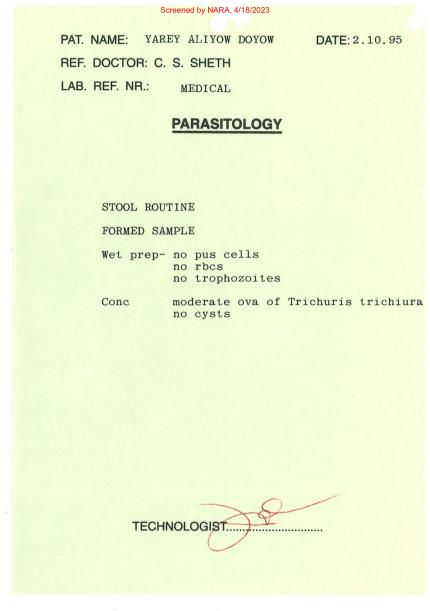 Screened by NARA, 4/18/2023
PAT. NAME: YAREY ALIYOW DOYOW DATE: 2.10.95
REF. DOCTOR: C. S. SHETH
LAB. REF. NR.: MEDICAL
PARASITOLOGY
STOOL ROUTINE
FORMED SAMPLE
Wet prep- no pus cells
no rbcs
no trophozoites
Conc moderate ova of Trichuris trichiura
no cysts
TECHNOLOGIST..............................